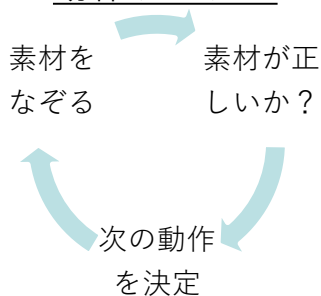 素材を
なぞる
素材が正
しいか？
次の動作
を決定